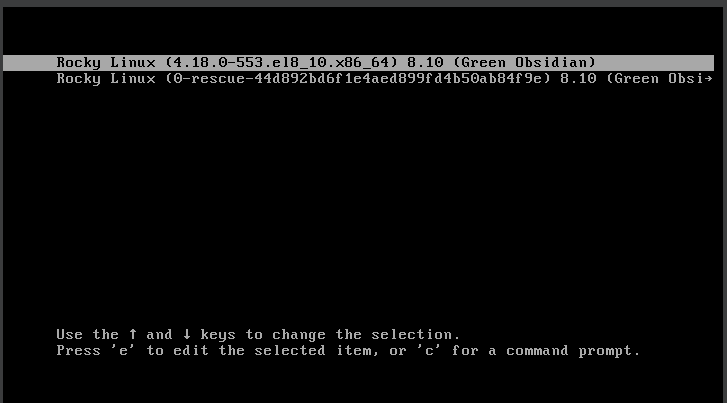 Rocky Linux (4.18.0-553.el8_10.x86_64) 8.10 (Green Obsidian)
Rocky Linux (0-rescue-44d892bd6f1e4aed899fd4b50ab84f9e) 8.10 (Green Obsi→
Use the ↑ and ↓ keys to change the selection.
Press 'e' to edit the selected item, or 'c' for a command prompt.